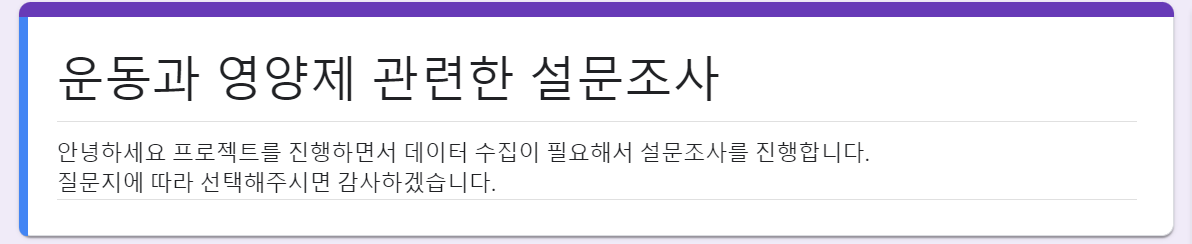 운동과 영양제 관련한 설문조사
안녕하세요 프로젝트를 진행하면서 데이터 수집이 필요해서 설문조사를 진행합니다.
질문지에 따라 선택해주시면 감사하겠습니다.